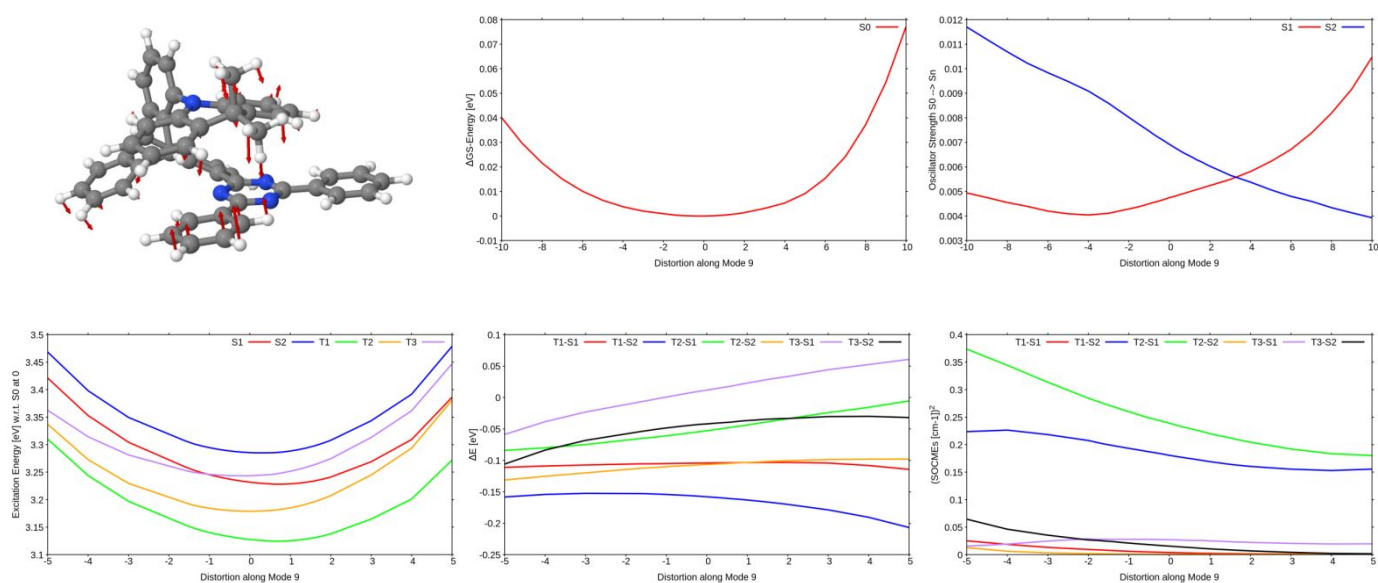 0.08
0.07
0.06
0.05
0.04
0.03
0.02
0.01
0
-0.01
ΔGS-Energy [eV]
S0
-10 -8 -6 -4 -2 0 2 4 6 8 10
Distortion along Mode 9
0.012
0.011
0.01
0.009
0.008
0.007
0.006
0.005
0.004
0.003
Oscillator Strength S0 --> Sn
S1 S2
-10 -8 -6 -4 -2 0 2 4 6 8 10
Distortion along Mode 9
3.5
3.45
3.4
3.35
3.3
3.25
3.2
3.15
3.1
Excitation Energy [eV] w.r.t. S0 at 0
S1 S2 T1 T2 T3
-5 -4 -3 -2 -1 0 1 2 3 4 5
Distortion along Mode 9
0.1
0.05
0
-0.05
-0.1
-0.15
-0.2
-0.25
ΔE [eV]
T1-S1 T1-S2 T2-S1 T2-S2 T3-S1 T3-S2
-5 -4 -3 -2 -1 0 1 2 3 4 5
Distortion along Mode 9
0.4
0.35
0.3
0.25
0.2
0.15
0.1
0.05
0
(SOCMEs [cm-1])²
T1-S1 T1-S2 T2-S1 T2-S2 T3-S1 T3-S2
-5 -4 -3 -2 -1 0 1 2 3 4 5
Distortion along Mode 9